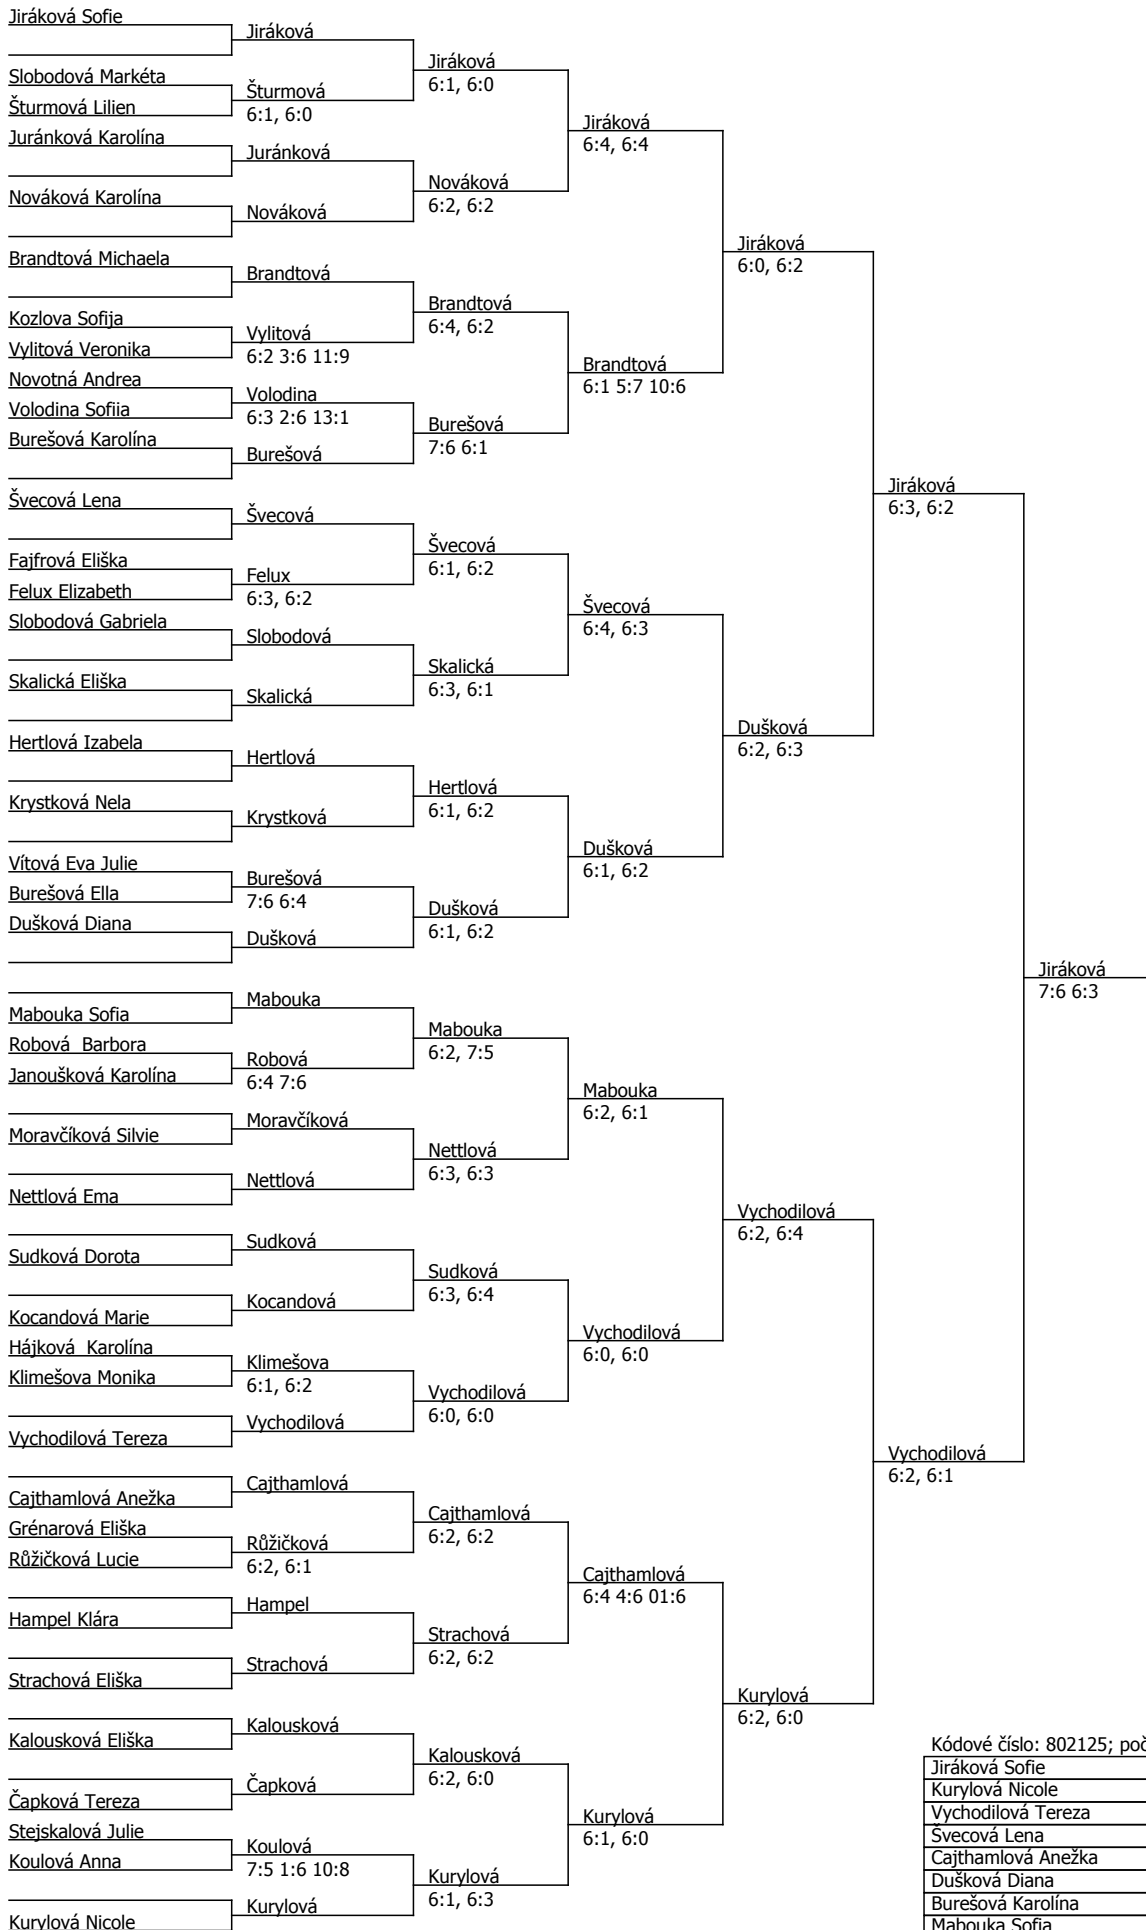 Jiráková Sofie
Slobodová Markéta
Šturmová Lilien
Juránková Karolína
Nováková Karolína
Brandtová Michaela
Kozlova Sofija
Vylitová Veronika
Novotná Andrea
Volodina Sofiia
Burešová Karolína
Švecová Lena
Fajfrová Eliška
Felux Elizabeth
Slobodová Gabriela
Skalická Eliška
Hertlová Izabela
Krystková Nela
Vítová Eva Julie
Burešová Ella
Dušková Diana
Mabouka Sofia
Robová  Barbora
Janoušková Karolína
Moravčíková Silvie
Nettlová Ema
Sudková Dorota
Kocandová Marie
Hájková  Karolína
Klimešova Monika
Vychodilová Tereza
Cajthamlová Anežka
Grénarová Eliška
Růžičková Lucie
Hampel Klára
Strachová Eliška
Kalousková Eliška
Čapková Tereza
Stejskalová Julie
Koulová Anna
Kurylová Nicole
Jiráková
Šturmová
6:1, 6:0
Juránková
Nováková
Brandtová
Vylitová
6:2 3:6 11:9
Volodina
6:3 2:6 13:1
Burešová
Švecová
Felux
6:3, 6:2
Slobodová
Skalická
Hertlová
Krystková
Burešová
7:6 6:4
Dušková
Mabouka
Robová
6:4 7:6
Moravčíková
Nettlová
Sudková
Kocandová
Klimešova
6:1, 6:2
Vychodilová
Cajthamlová
Růžičková
6:2, 6:1
Hampel
Strachová
Kalousková
Čapková
Koulová
7:5 1:6 10:8
Kurylová
Jiráková
6:1, 6:0
Nováková
6:2, 6:2
Brandtová
6:4, 6:2
Burešová
7:6 6:1
Švecová
6:1, 6:2
Skalická
6:3, 6:1
Hertlová
6:1, 6:2
Dušková
6:1, 6:2
Mabouka
6:2, 7:5
Nettlová
6:3, 6:3
Sudková
6:3, 6:4
Vychodilová
6:0, 6:0
Cajthamlová
6:2, 6:2
Strachová
6:2, 6:2
Kalousková
6:2, 6:0
Kurylová
6:1, 6:3
Jiráková
6:4, 6:4
Brandtová
6:1 5:7 10:6
Švecová
6:4, 6:3
Dušková
6:1, 6:2
Mabouka
6:2, 6:1
Vychodilová
6:0, 6:0
Cajthamlová
6:4 4:6 01:6
Kurylová
6:1, 6:0
Jiráková
6:0, 6:2
Dušková
6:2, 6:3
Vychodilová
6:2, 6:4
Kurylová
6:2, 6:0
Jiráková
6:3, 6:2
Vychodilová
6:2, 6:1
Jiráková
7:6 6:3
Kódové číslo: 802125; poč
Jiráková Sofie
Kurylová Nicole
Vychodilová Tereza
Švecová Lena
Cajthamlová Anežka
Dušková Diana
Burešová Karolína
Mabouka Sofia